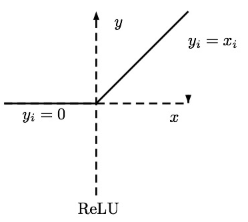 y
y_i = x_i
y_i = 0
x
ReLU